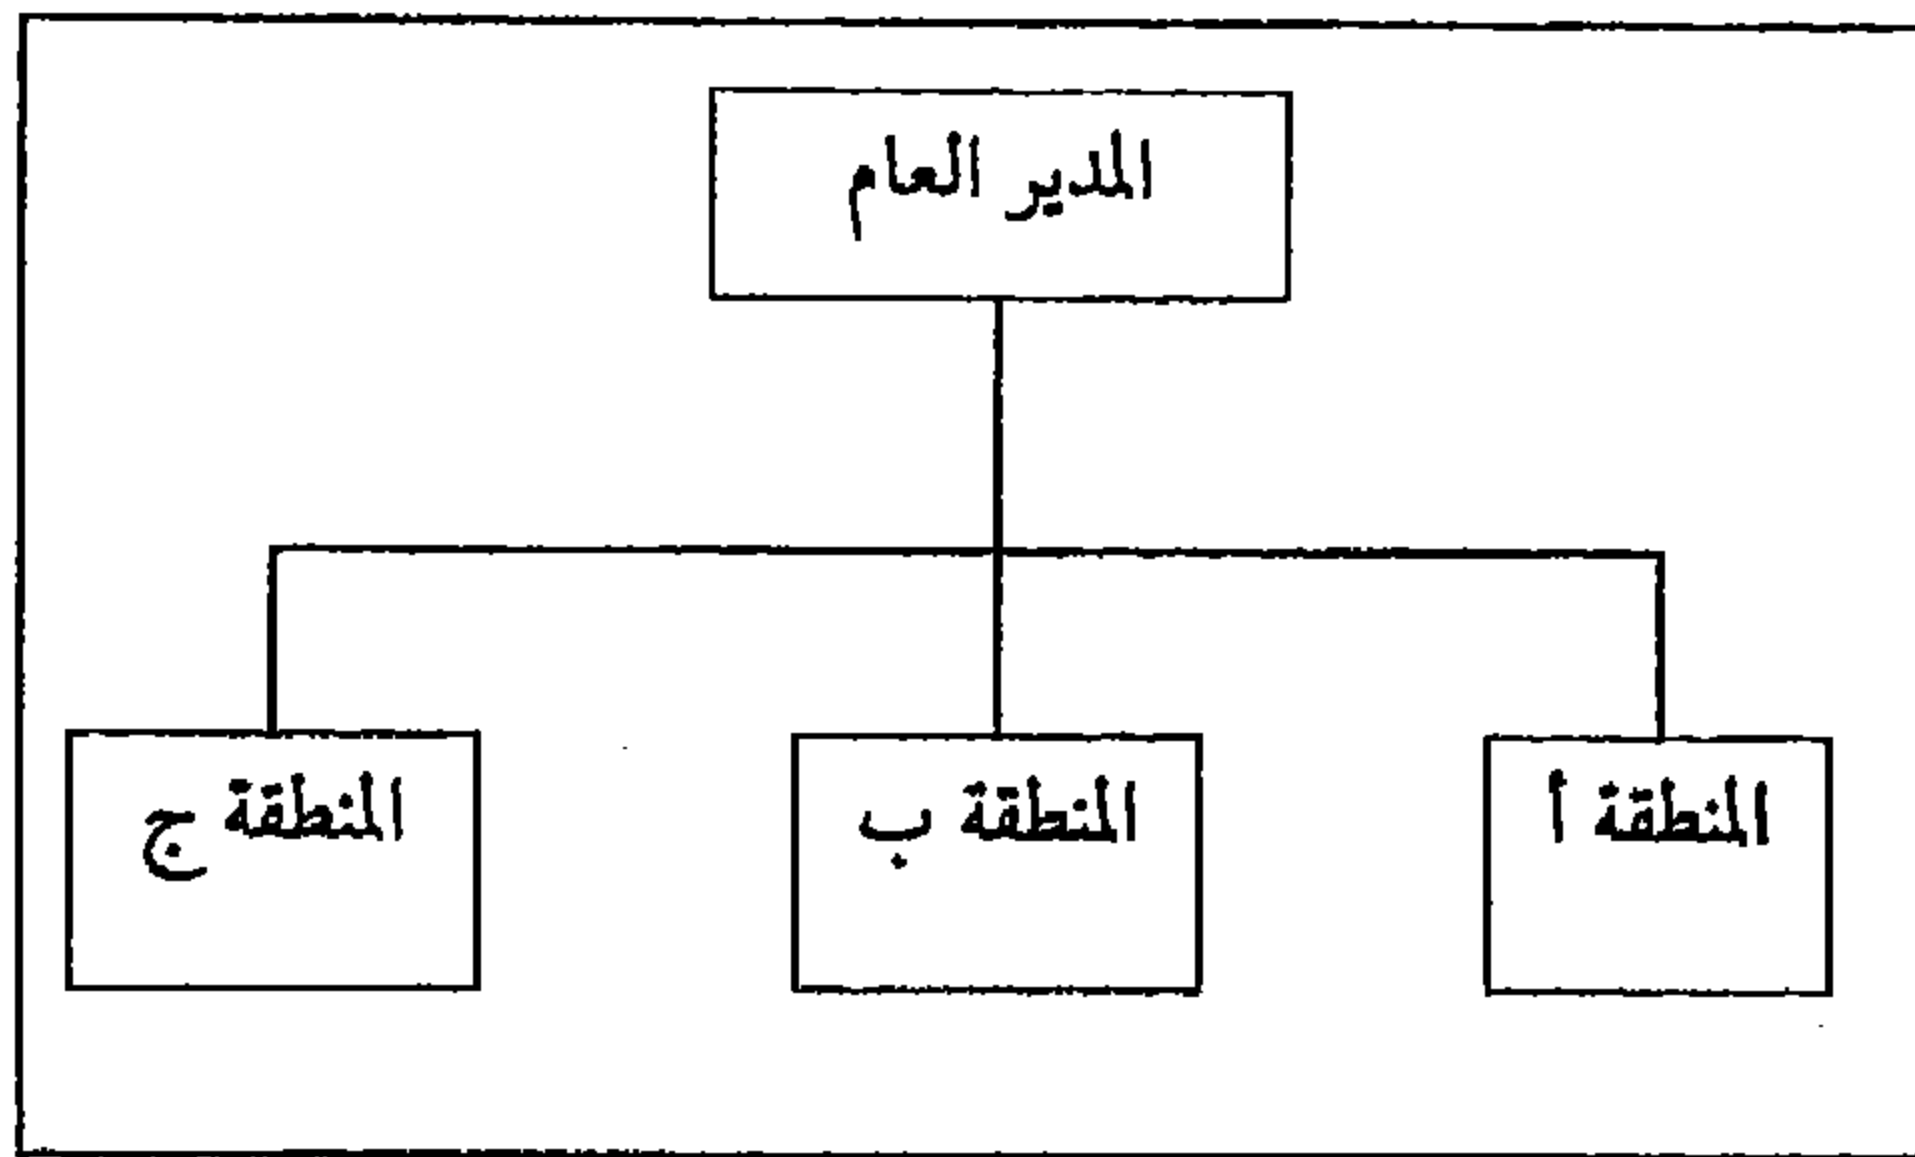 المدير العام
المنطقة أ
المنطقة ب
المنطقة ج